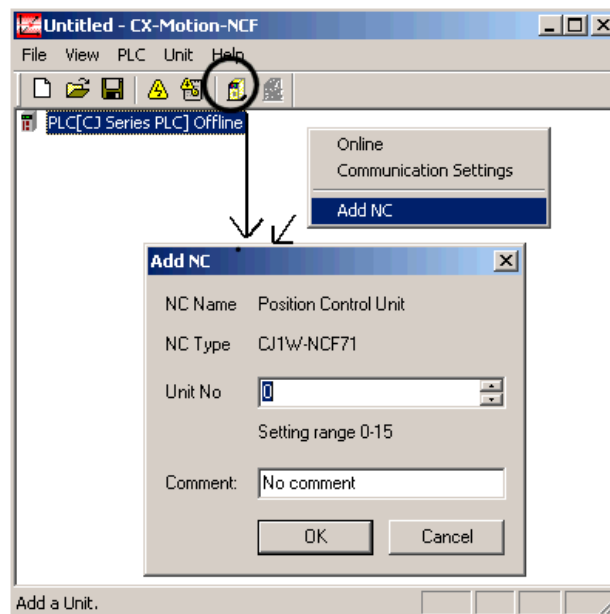 Untitled - CX-Motion-NCF
File View PLC Unit Help
PLC[CJ Series PLC] Offline
Online
Communication Settings
Add NC
Add NC
NC Name Position Control Unit
NC Type CJ1W-NCF71
Unit No 0
Setting range 0-15
Comment: No comment
OK Cancel
Add a Unit.